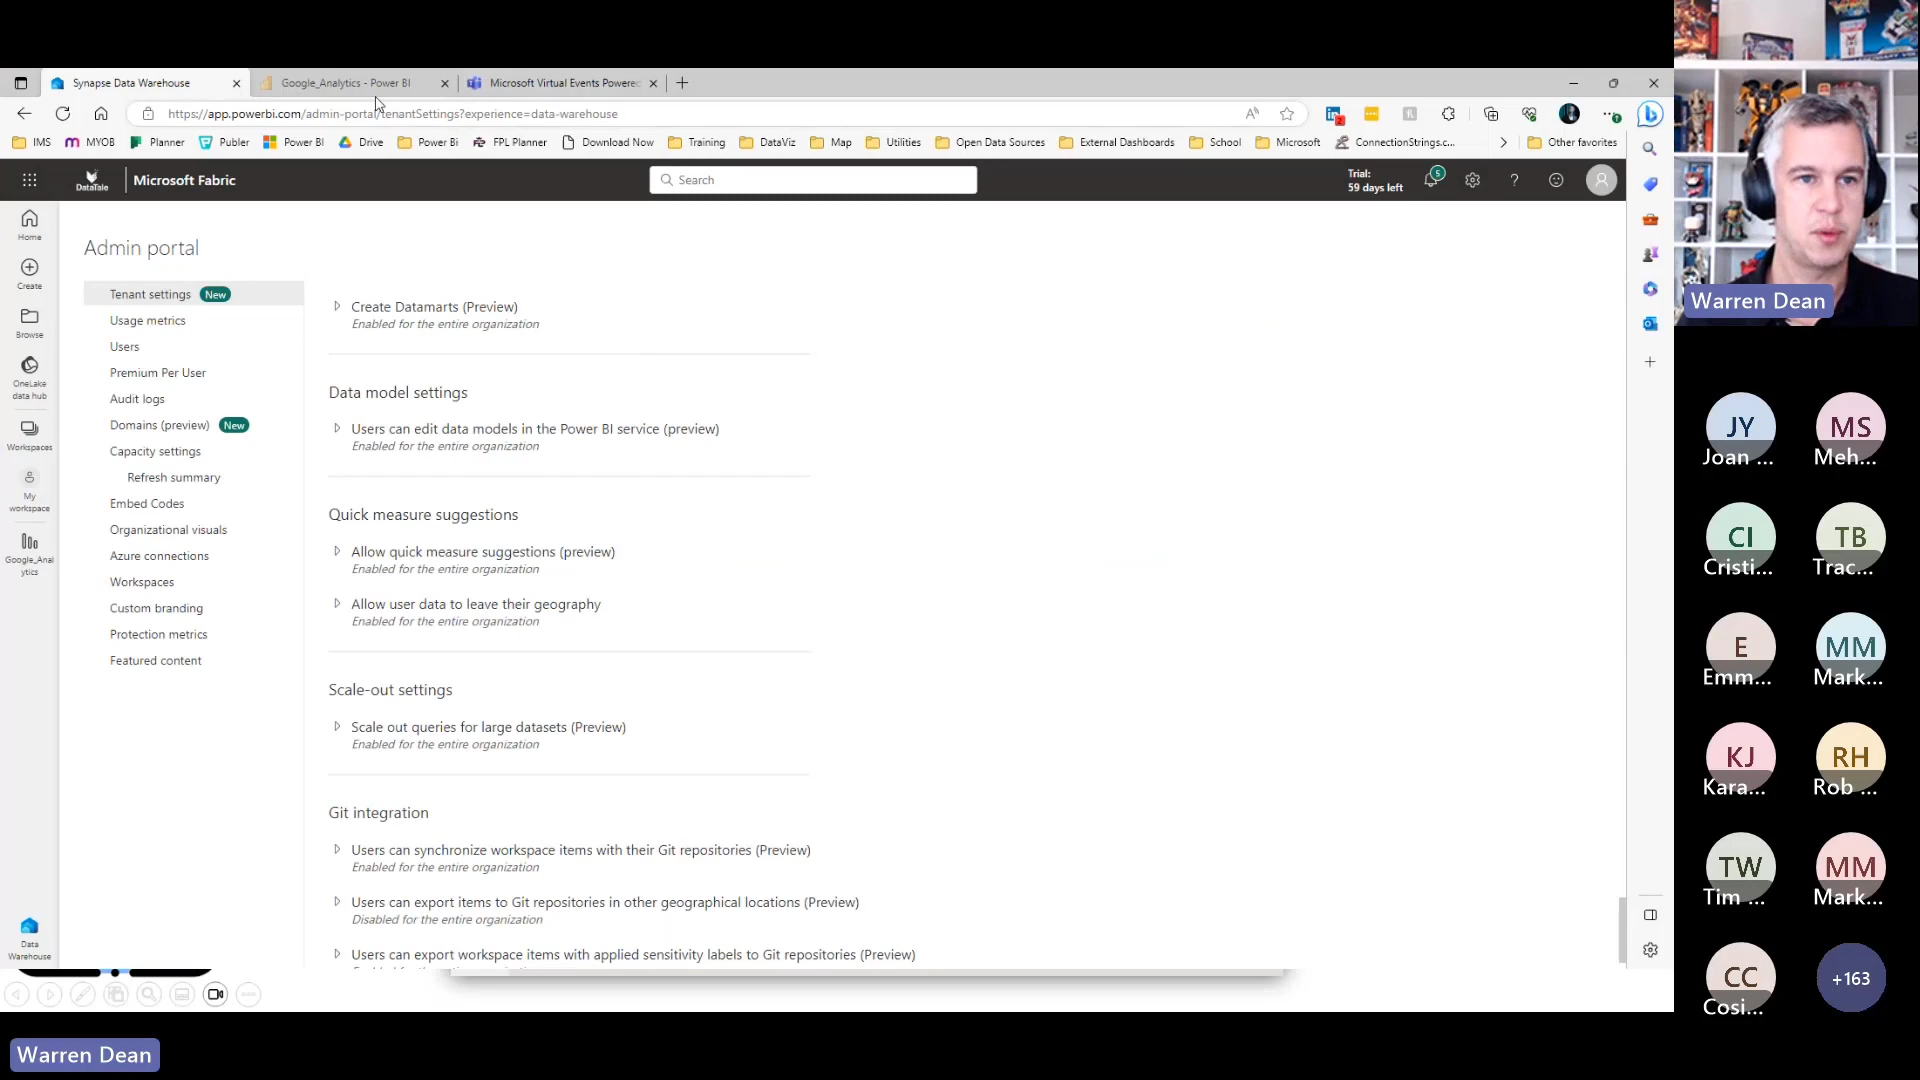 Synapse Data Warehouse
Google_Analytics - Power BI
Microsoft Virtual Events Powered
https://app.powerbi.com/admin-portal/tenantSettings?experience=data-warehouse
IMS
MYOB
Planner
Publer
Power BI
Drive
Power Bi
FPL Planner
Download Now
Training
DataViz
Map
Utilities
Open Data Sources
External Dashboards
School
Microsoft
ConnectionStrings.c...
Other favorites
DataTale
Microsoft Fabric
Search
Trial:
59 days left
5
Home
Create
Browse
OneLake
data hub
Workspaces
My
workspace
Google_Anal
ytics
Data
Warehouse
Admin portal
Tenant settings New
Usage metrics
Users
Premium Per User
Audit logs
Domains (preview) New
Capacity settings
Refresh summary
Embed Codes
Organizational visuals
Azure connections
Workspaces
Custom branding
Protection metrics
Featured content
Create Datamarts (Preview)
Enabled for the entire organization
Data model settings
Users can edit data models in the Power BI service (preview)
Enabled for the entire organization
Quick measure suggestions
Allow quick measure suggestions (preview)
Enabled for the entire organization
Allow user data to leave their geography
Enabled for the entire organization
Scale-out settings
Scale out queries for large datasets (Preview)
Enabled for the entire organization
Git integration
Users can synchronize workspace items with their Git repositories (Preview)
Enabled for the entire organization
Users can export items to Git repositories in other geographical locations (Preview)
Disabled for the entire organization
Users can export workspace items with applied sensitivity labels to Git repositories (Preview)
Warren Dean
JY
Joan ...
MS
Meh...
CI
Cristi...
TB
Trac...
E
Emm...
MM
Mark...
KJ
Kara...
RH
Rob ...
TW
Tim ...
MM
Mark...
CC
Cosi...
+163
Warren Dean